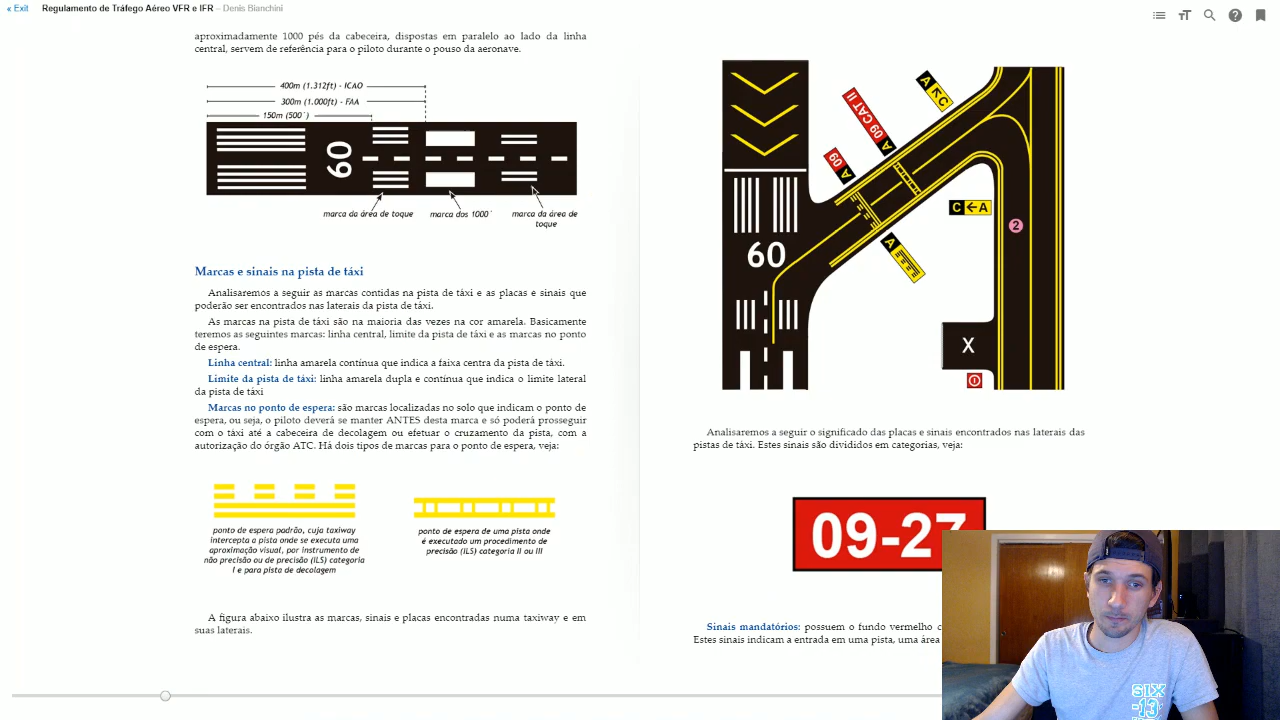 « Exit
Regulamento de Tráfego Aéreo VFR e IFR – Denis Bianchini
aproximadamente 1000 pés da cabeceira, dispostas em paralelo ao lado da linha
central, servem de referência para o piloto durante o pouso da aeronave.
400m (1.312ft) - ICAO
300m (1.000ft) - FAA
150m (500´)
09
marca da área de toque
marca dos 1000´
marca da área de
toque
Marcas e sinais na pista de táxi
Analisaremos a seguir as marcas contidas na pista de táxi e as placas e sinais que
poderão ser encontrados nas laterais da pista de táxi.
As marcas na pista de táxi são na maioria das vezes na cor amarela. Basicamente
teremos as seguintes marcas: linha central, limite da pista de táxi e as marcas no ponto
de espera.
Linha central: linha amarela contínua que indica a faixa centra da pista de táxi.
Limite da pista de táxi: linha amarela dupla e contínua que indica o limite lateral
da pista de táxi
Marcas no ponto de espera: são marcas localizadas no solo que indicam o ponto de
espera, ou seja, o piloto deverá se manter ANTES desta marca e só poderá prosseguir
com o táxi até a cabeceira de decolagem ou efetuar o cruzamento da pista, com a
autorização do órgão ATC. Há dois tipos de marcas para o ponto de espera, veja:
ponto de espera padrão, cuja taxiway
intercepta a pista onde se executa uma
aproximação visual, por instrumento de
não precisão ou de precisão (ILS) categoria
I e para pista de decolagem
ponto de espera de uma pista onde
é executado um procedimento de
precisão (ILS) categoria II ou III
A figura abaixo ilustra as marcas, sinais e placas encontradas numa taxiway e em
suas laterais.
A C
09 CAT II A
09 A
C A
2
A
09
X
Analisaremos a seguir o significado das placas e sinais encontrados nas laterais das
pistas de táxi. Estes sinais são divididos em categorias, veja:
09-27
Sinais mandatórios: possuem o fundo vermelho
Estes sinais indicam a entrada em uma pista, uma área
SIX
-13-